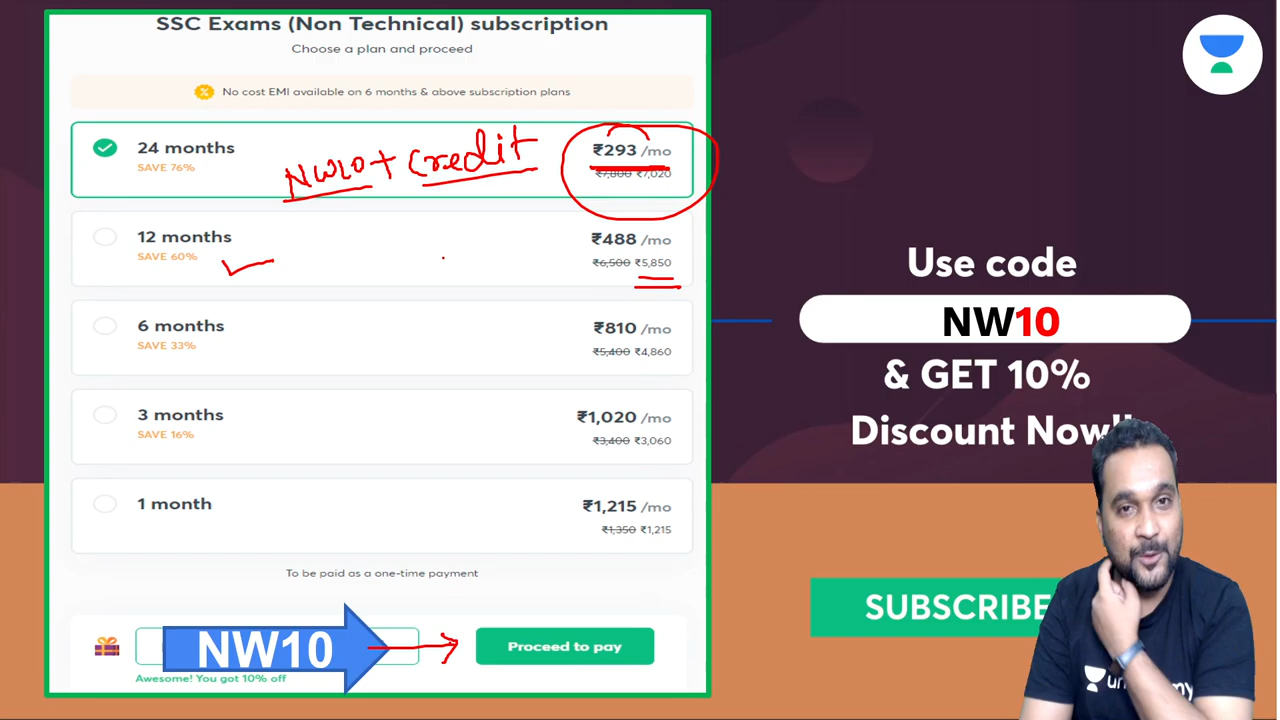 SSC Exams (Non Technical) subscription
Choose a plan and proceed
No cost EMI available on 6 months & above subscription plans
24 months
SAVE 76%
NW10 + Credit
₹293 /mo
₹7,800 ₹7,020
12 months
SAVE 60%
₹488 /mo
₹6,500 ₹5,850
6 months
SAVE 33%
₹810 /mo
₹5,400 ₹4,860
3 months
SAVE 16%
₹1,020 /mo
₹3,400 ₹3,060
1 month
₹1,215 /mo
₹1,350 ₹1,215
To be paid as a one-time payment
NW10
Proceed to pay
Awesome! You got 10% off
Use code
NW10
& GET 10%
Discount Now!!
SUBSCRIBE